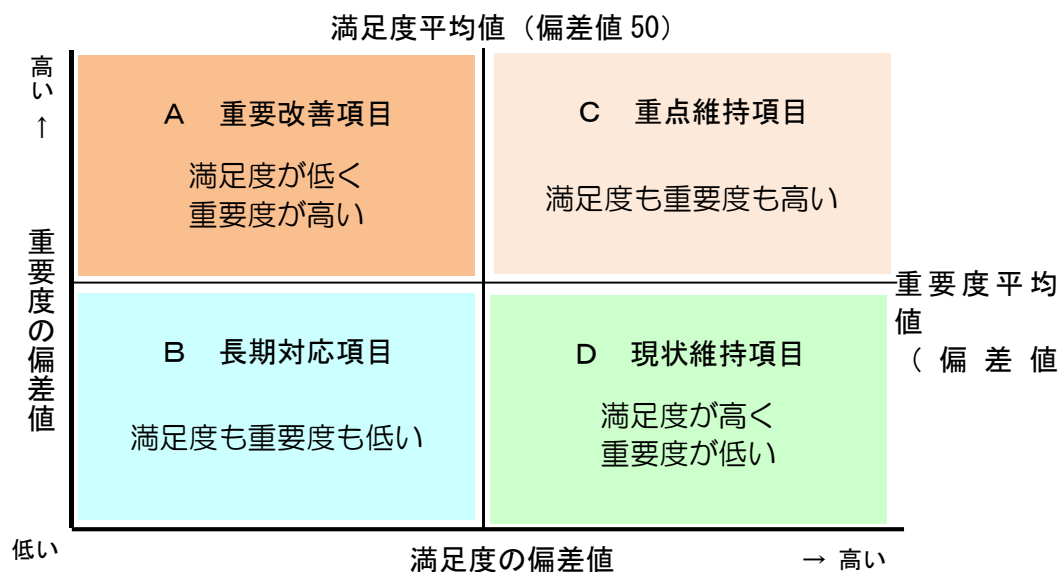 満足度平均値（偏差値 50）
高い
↑
重要度の偏差値
A　重要改善項目
満足度が低く
重要度が高い
C　重点維持項目
満足度も重要度も高い
重要度平均
値
（偏差値
B　長期対応項目
満足度も重要度も低い
D　現状維持項目
満足度が高く
重要度が低い
低い
満足度の偏差値
→ 高い